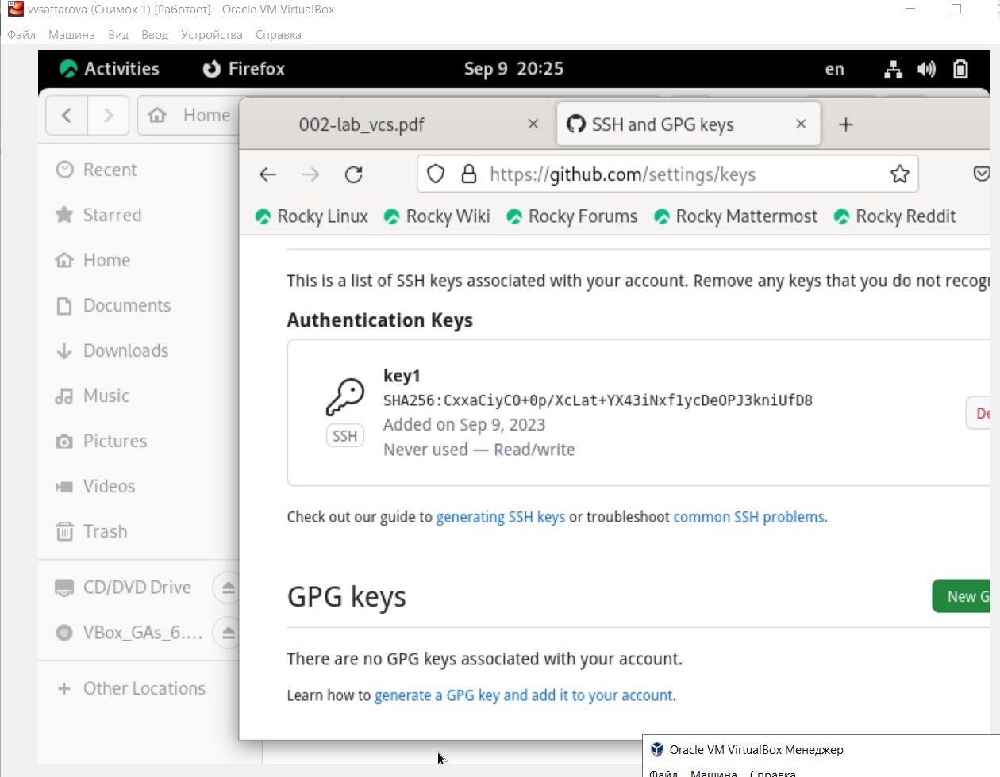 vvsattarova (Снимок 1) [Работает] - Oracle VM VirtualBox
Файл Машина Вид Ввод Устройства Справка
Activities Firefox Sep 9 20:25 en
Home
002-lab_vcs.pdf SSH and GPG keys
https://github.com/settings/keys
Rocky Linux Rocky Wiki Rocky Forums Rocky Mattermost Rocky Reddit
Recent
Starred
Home
Documents
Downloads
Music
Pictures
Videos
Trash
CD/DVD Drive
VBox_GAs_6....
Other Locations
This is a list of SSH keys associated with your account. Remove any keys that you do not recogn
Authentication Keys
key1
SHA256:CxxaCiyCO+0p/XcLat+YX43iNxf1ycDeOPJ3kniUfD8
Added on Sep 9, 2023
SSH
Never used — Read/write
De
Check out our guide to generating SSH keys or troubleshoot common SSH problems.
GPG keys
New G
There are no GPG keys associated with your account.
Learn how to generate a GPG key and add it to your account.
Oracle VM VirtualBox Менеджер
Файл Машина Справка